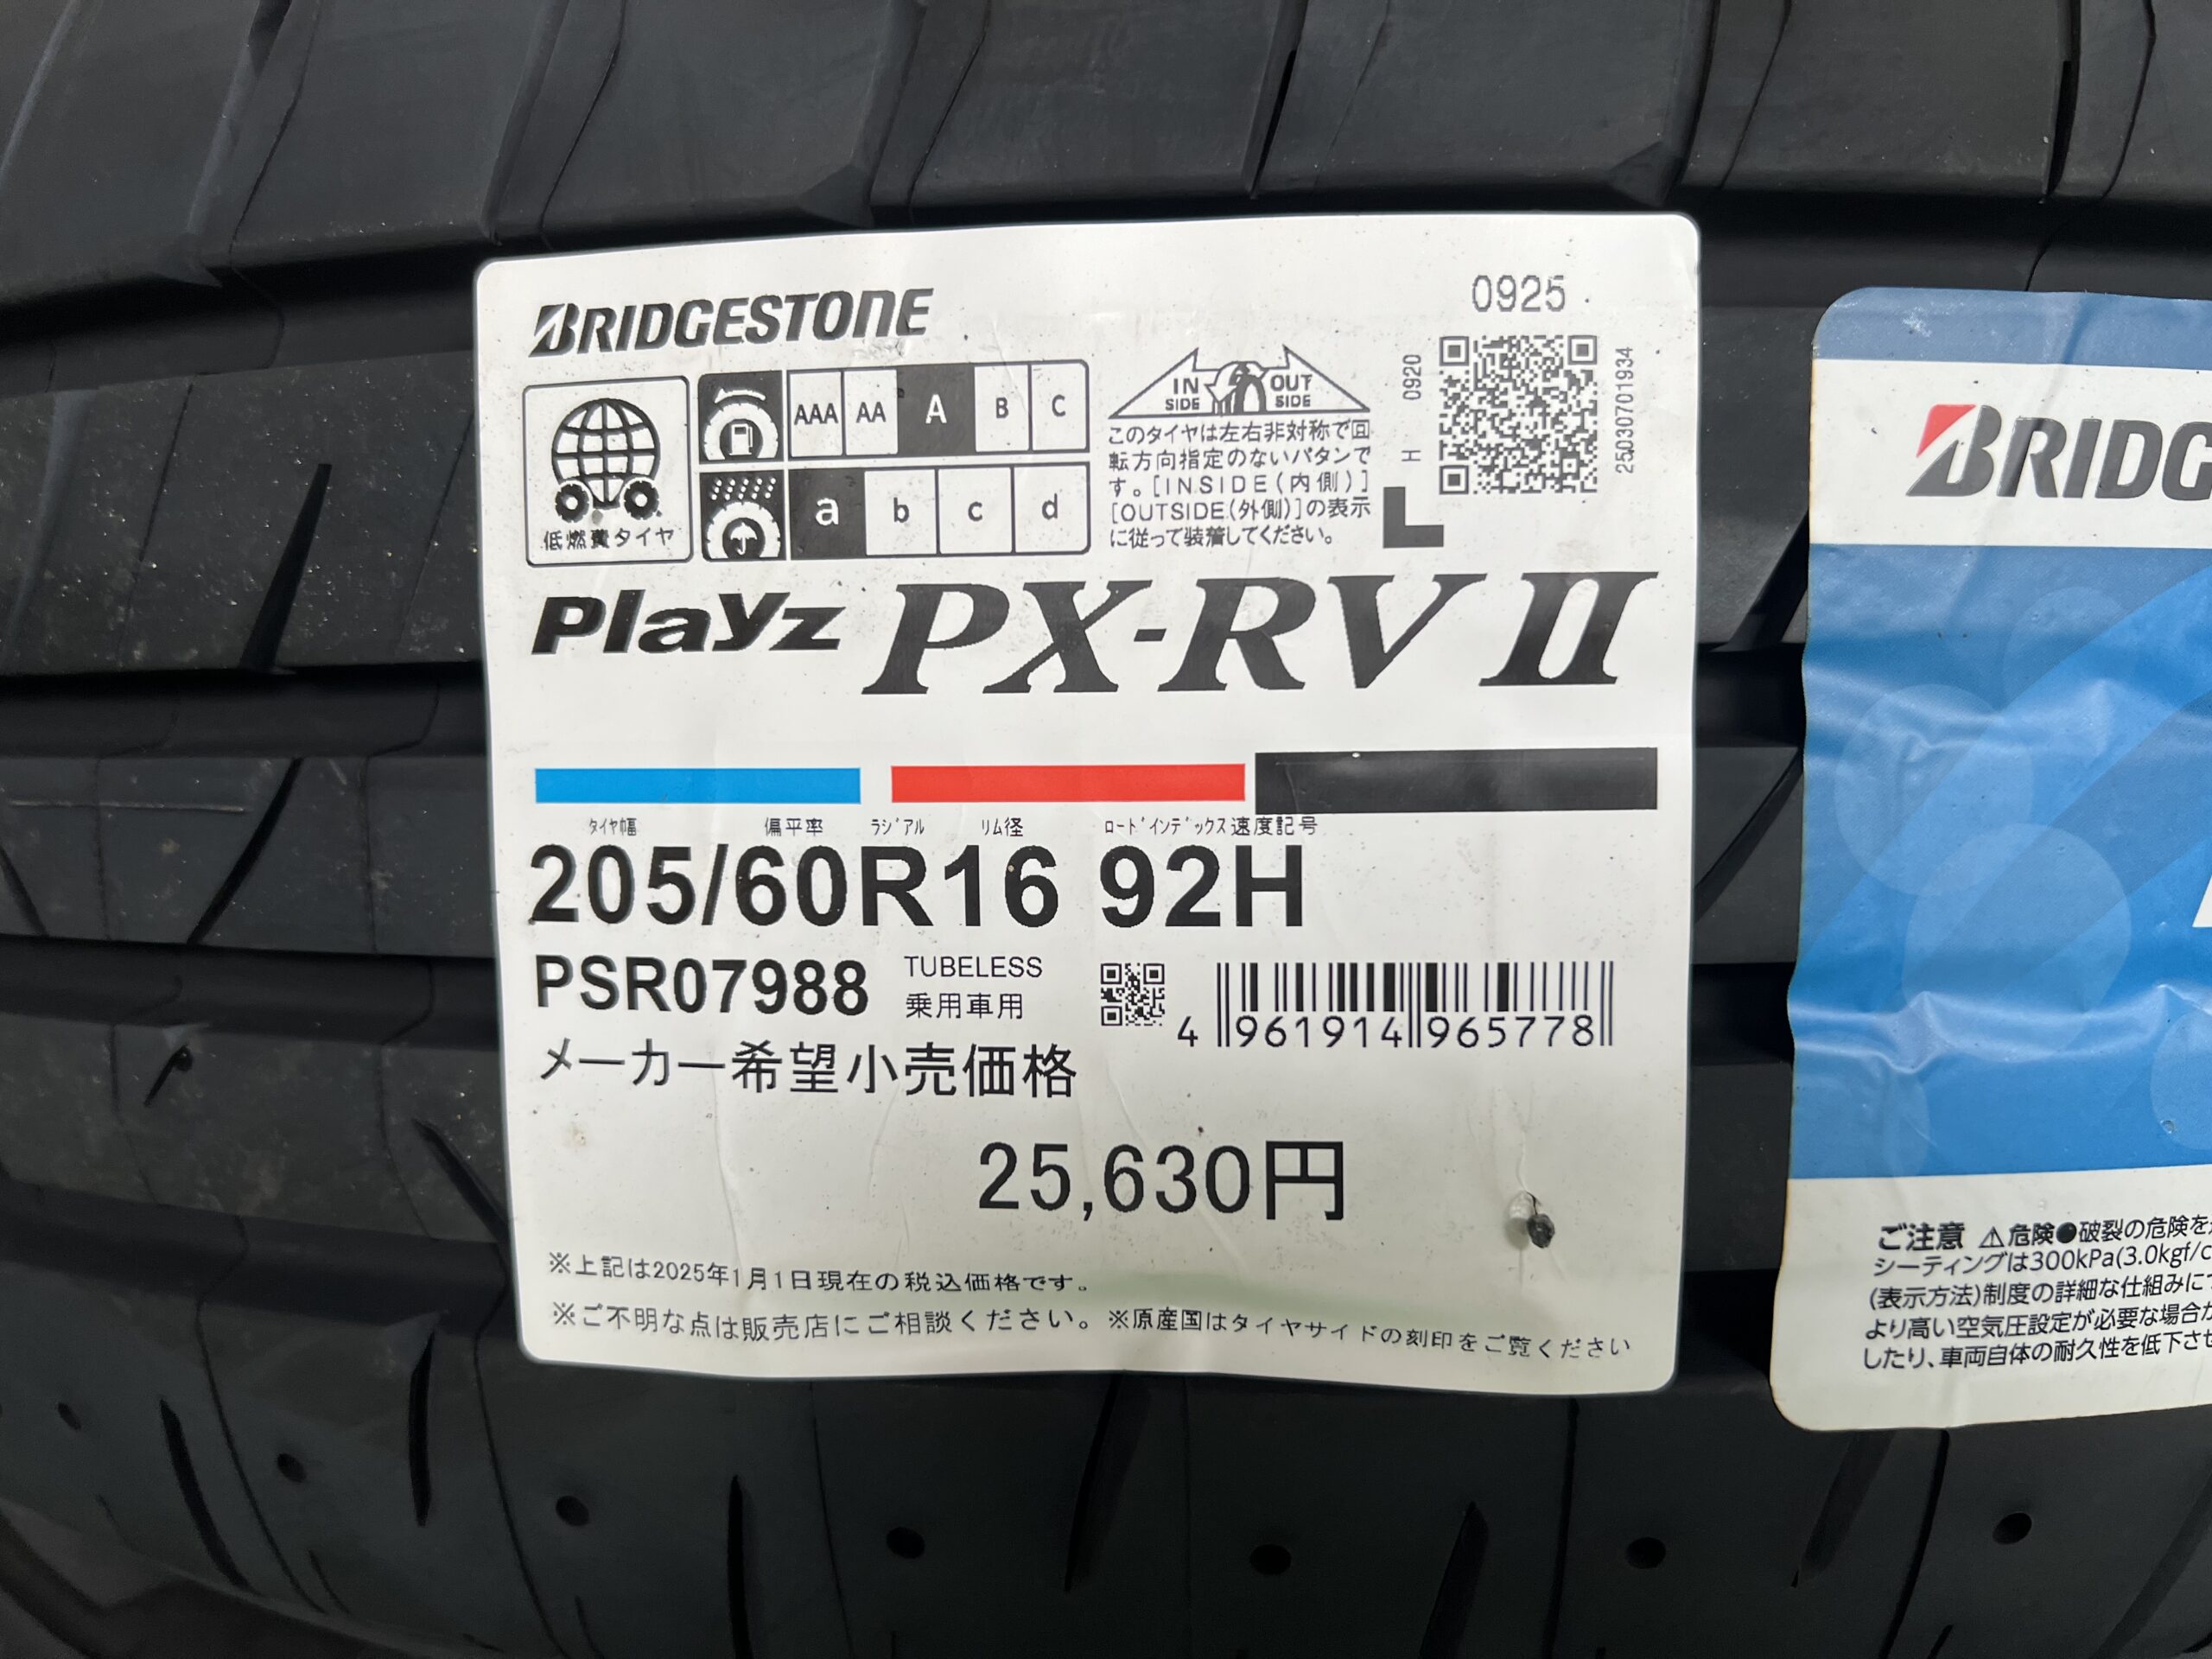 BRIDGESTONE
0925
低燃費タイヤ
AAA AA A B C
a b c d
IN SIDE OUT SIDE
このタイヤは左右非対称で回
転方向指定のないパタンで
す。[INSIDE(内側)]
[OUTSIDE(外側)]の表示
に従って装着してください。
H 0920
25030701934
L
Playz PX-RV II
タイヤ幅 偏平率 ラジアル リム径 ロードインデックス 速度記号
205/60R16 92H
PSR07988
TUBELESS
乗用車用
4 961914 965778
メーカー希望小売価格
25,630円
※上記は2025年1月1日現在の税込価格です。
※ご不明な点は販売店にご相談ください。※原産国はタイヤサイドの刻印をご覧ください
BRIDG
ご注意 ⚠危険●破裂の危険を
シーティングは300kPa(3.0kgf/c
(表示方法)制度の詳細な仕組みに
より高い空気圧設定が必要な場合
したり、車両自体の耐久性を低下させ